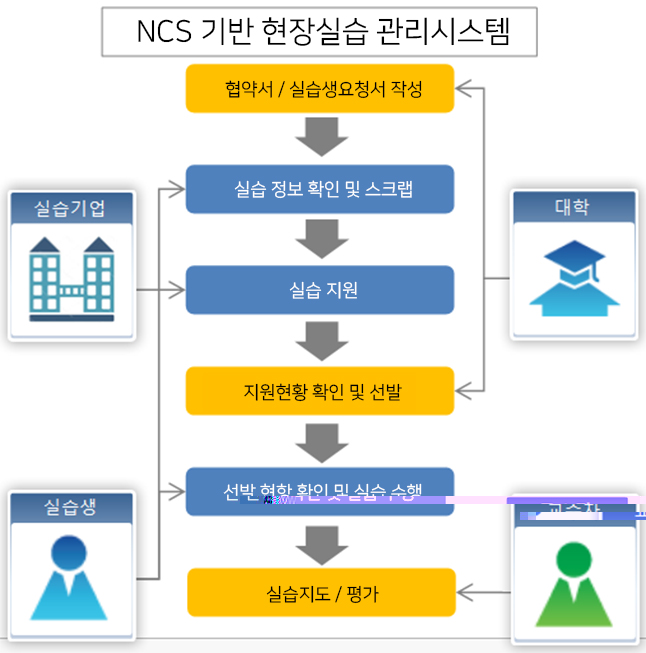 NCS 기반 현장실습 관리시스템
협약서 / 실습생요청서 작성
실습 정보 확인 및 스크랩
실습기업
대학
실습 지원
지원현황 확인 및 선발
선발 현황 확인 및 실습 수행
실습생
실습지도 / 평가